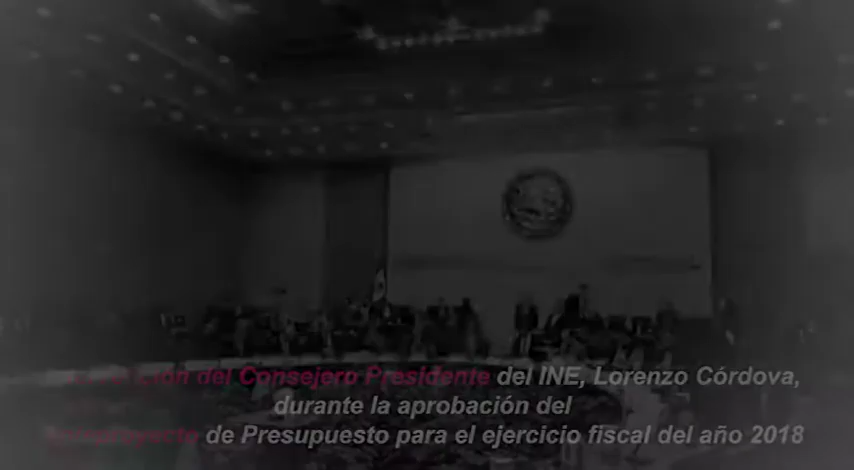 del Consejero Presidente del INE, Lorenzo Córdova,
durante la aprobación del
de Presupuesto para el ejercicio fiscal del año 2018